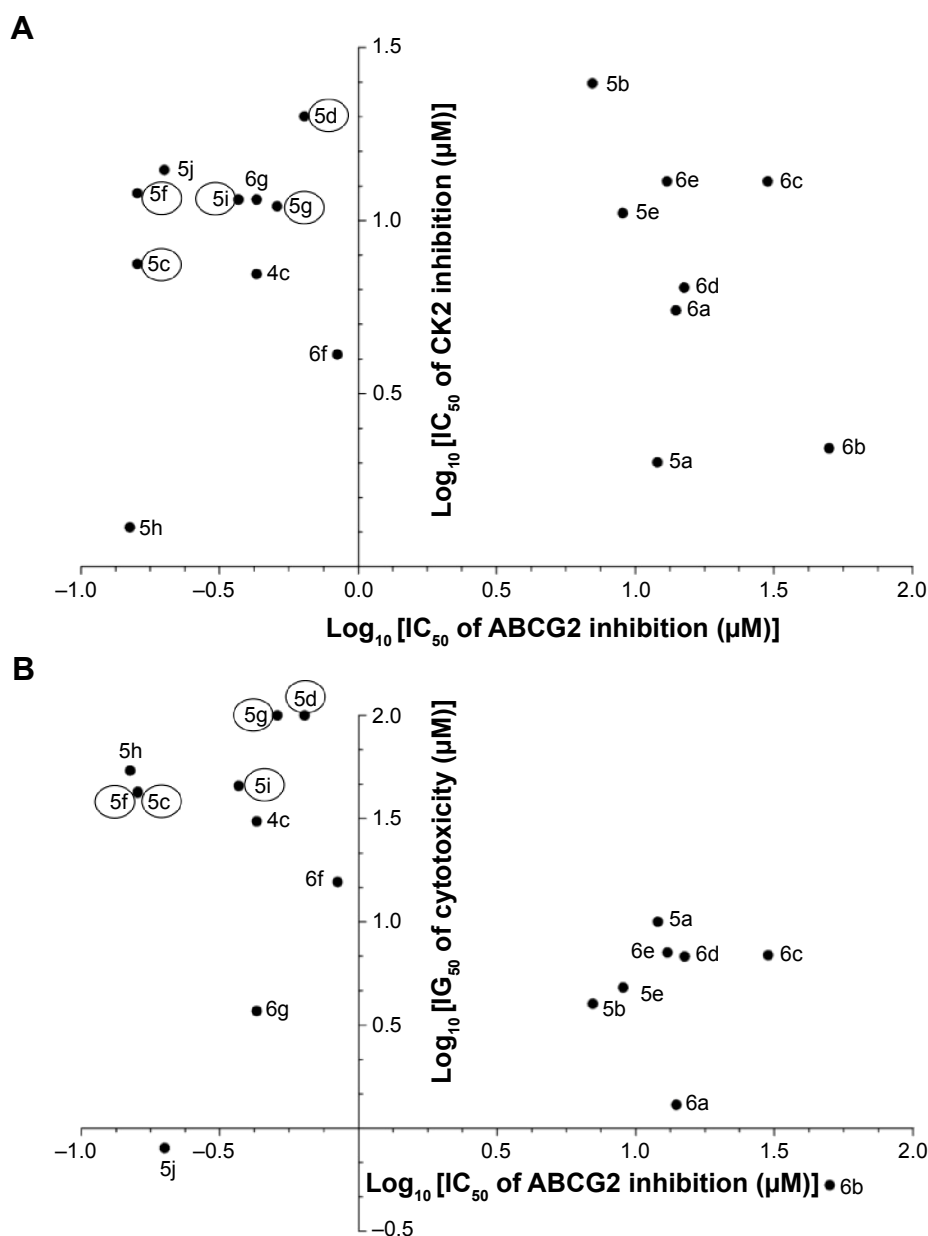 A
1.5
5b
5d
5j
6g
6e
6c
5f
5i
5g
1.0
5e
5c
4c
6d
6a
6f
0.5
6b
5a
5h
Log10 [IC50 of CK2 inhibition (μM)]
–1.0
–0.5
0.0
0.5
1.0
1.5
2.0
Log10 [IC50 of ABCG2 inhibition (μM)]
B
5d
5g
2.0
5h
5i
5f
5c
1.5
4c
6f
1.0
5a
6e
6d
6c
5e
6g
0.5
5b
6a
Log10 [IG50 of cytotoxicity (μM)]
–1.0
–0.5
0.5
1.0
1.5
2.0
5j
Log10 [IC50 of ABCG2 inhibition (μM)]
6b
–0.5